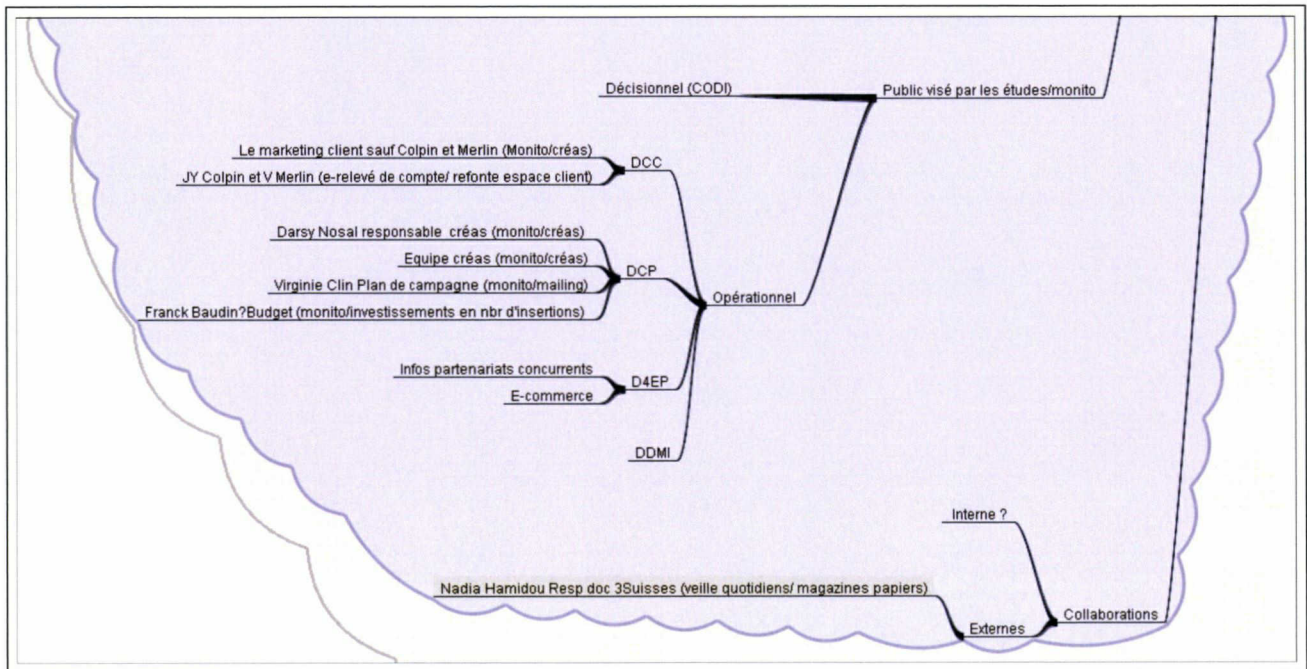 Décisionnel (CODI)
Public visé par les études/monito
Le marketing client sauf Colpin et Merlin (Monito/créas)
DCC
JY Colpin et V Merlin (e-relevé de compte/ refonte espace client)
Darsy Nosal responsable créas (monito/créas)
Equipe créas (monito/créas)
DCP
Virginie Clin Plan de campagne (monito/mailing)
Opérationnel
Franck Baudin?Budget (monito/investissements en nbr d'insertions)
Infos partenariats concurrents
D4EP
E-commerce
DDMI
Interne ?
Nadia Hamidou Resp doc 3Suisses (veille quotidiens/ magazines papiers)
Collaborations
Externes